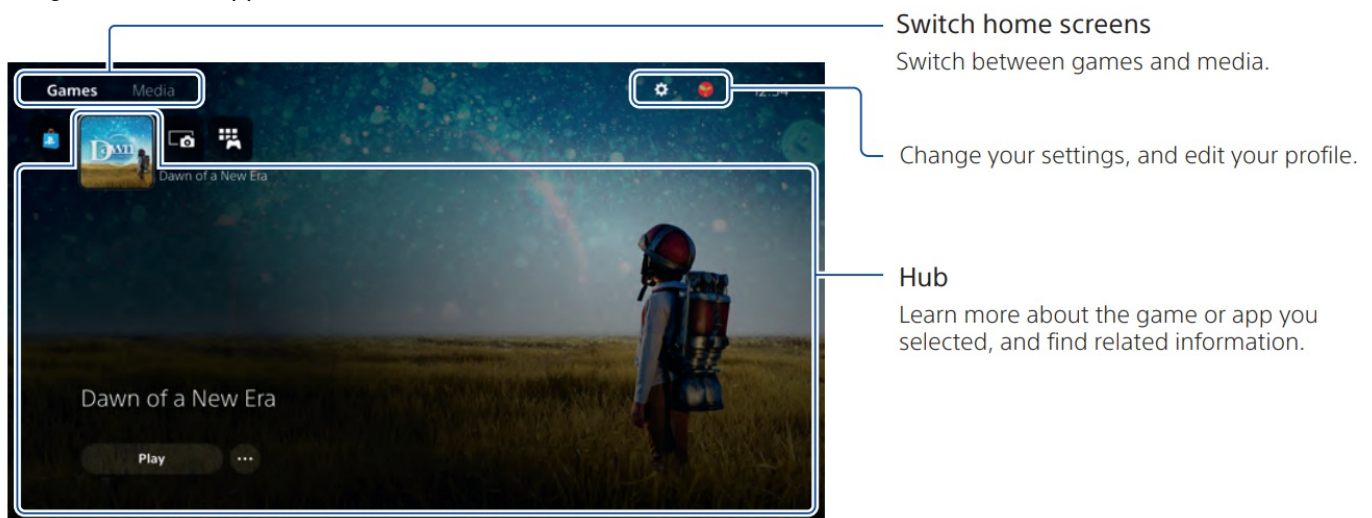 Switch home screens
Switch between games and media.
Games Media
12:34
Dawn
Dawn of a New Era
Change your settings, and edit your profile.
Hub
Learn more about the game or app you
selected, and find related information.
Dawn of a New Era
Play